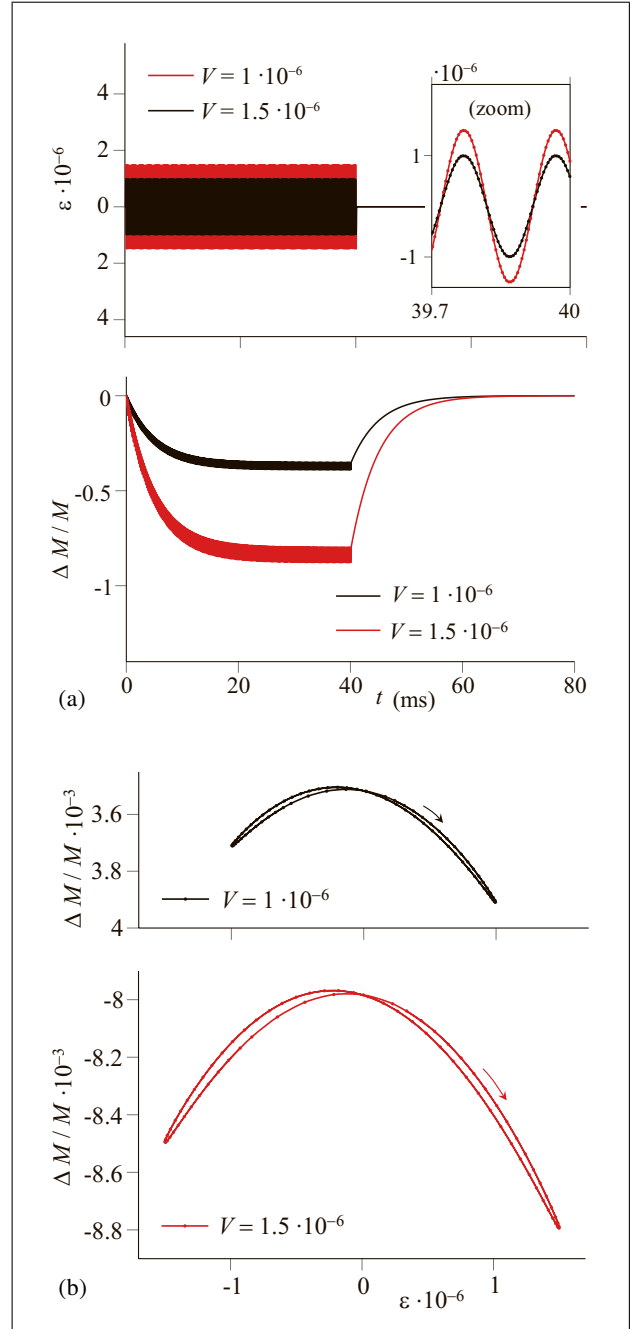 V = 1 ·10⁻⁶
V = 1.5 ·10⁻⁶
ε ·10⁻⁶
4
2
0
2
4
·10⁻⁶
(zoom)
1
-1
39.7
40
0
-0.5
-1
Δ M / M
V = 1 ·10⁻⁶
V = 1.5 ·10⁻⁶
0
20
40
60
80
t (ms)
(a)
Δ M / M ·10⁻³
3.6
3.8
4
V = 1 ·10⁻⁶
Δ M / M ·10⁻³
-8
-8.2
-8.4
-8.6
-8.8
V = 1.5 ·10⁻⁶
-1
0
1
ε ·10⁻⁶
(b)